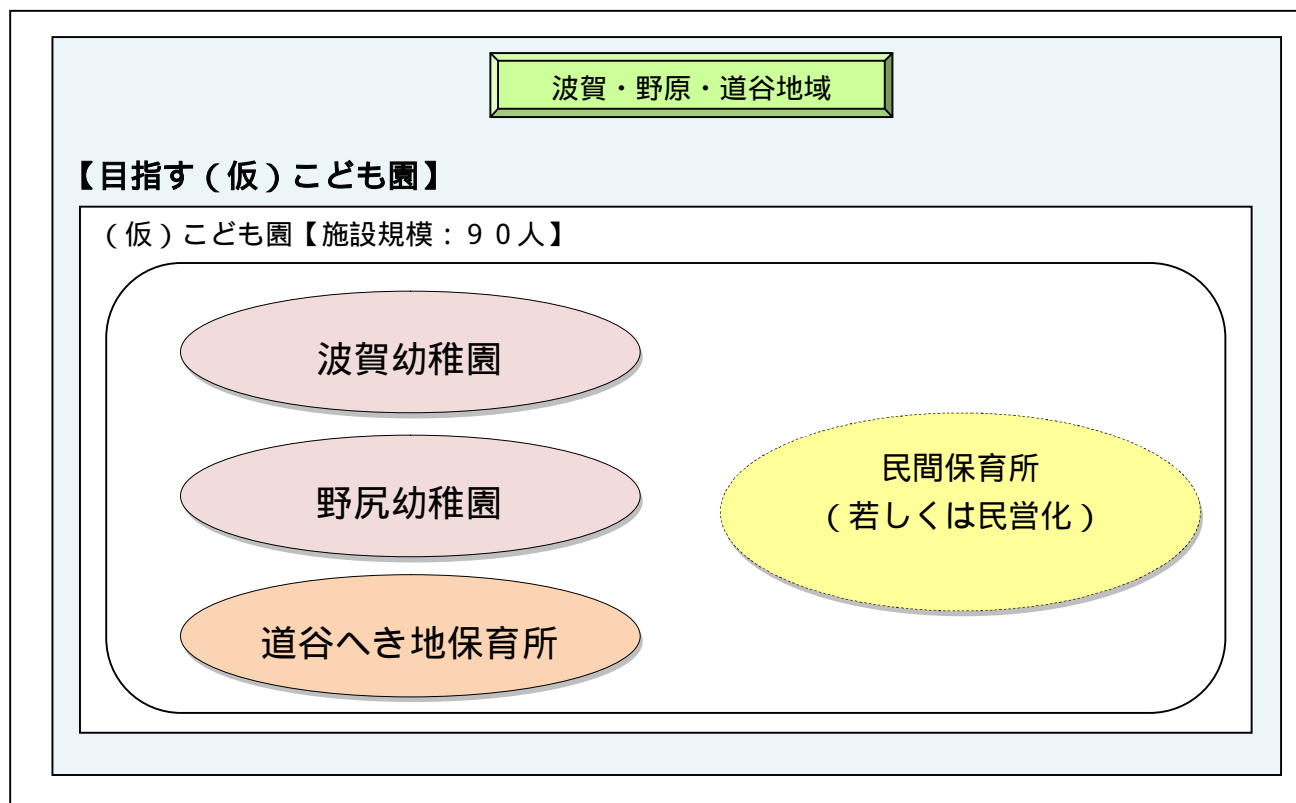 波賀・野原・道谷地域
【目指す（仮）こども園】
（仮）こども園【施設規模：９０人】
波賀幼稚園
野尻幼稚園
道谷へき地保育所
民間保育所
（若しくは民営化）